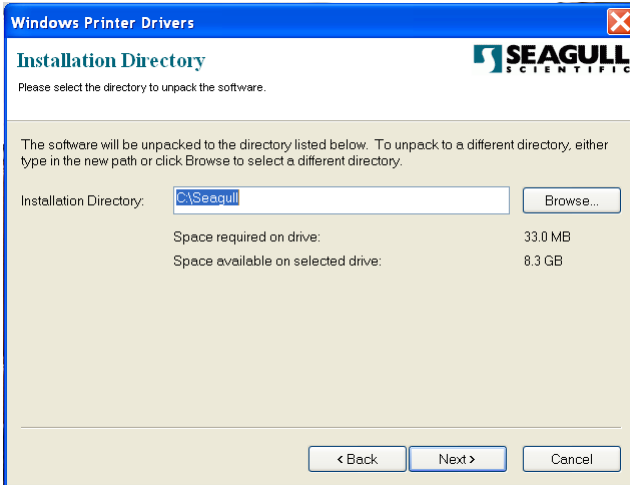 Windows Printer Drivers
Installation Directory
SEAGULL
SCIENTIFIC
Please select the directory to unpack the software.
The software will be unpacked to the directory listed below. To unpack to a different directory, either
type in the new path or click Browse to select a different directory.
Installation Directory: C:\Seagull Browse...
Space required on drive: 33.0 MB
Space available on selected drive: 8.3 GB
< Back Next > Cancel